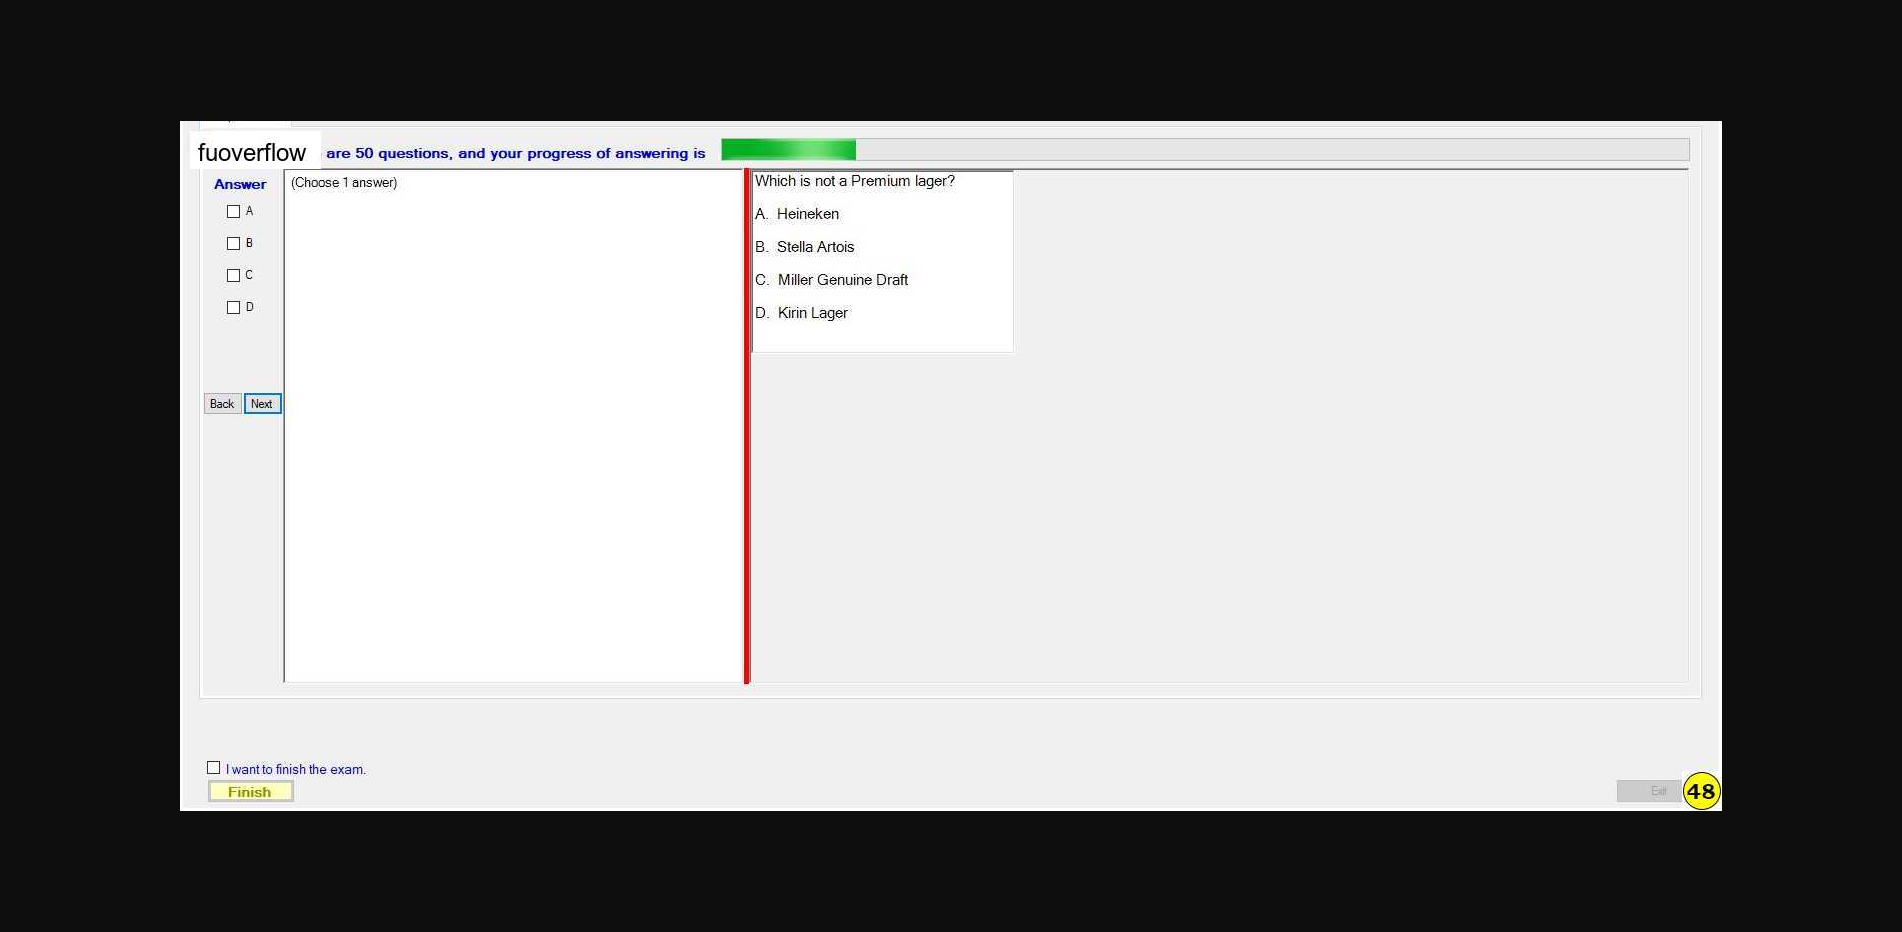 fuoverflow are 50 questions, and your progress of answering is
Answer
(Choose 1 answer)
A
B
C
D
Back Next
Which is not a Premium lager?
A. Heineken
B. Stella Artois
C. Miller Genuine Draft
D. Kirin Lager
I want to finish the exam.
Finish
Exit
48